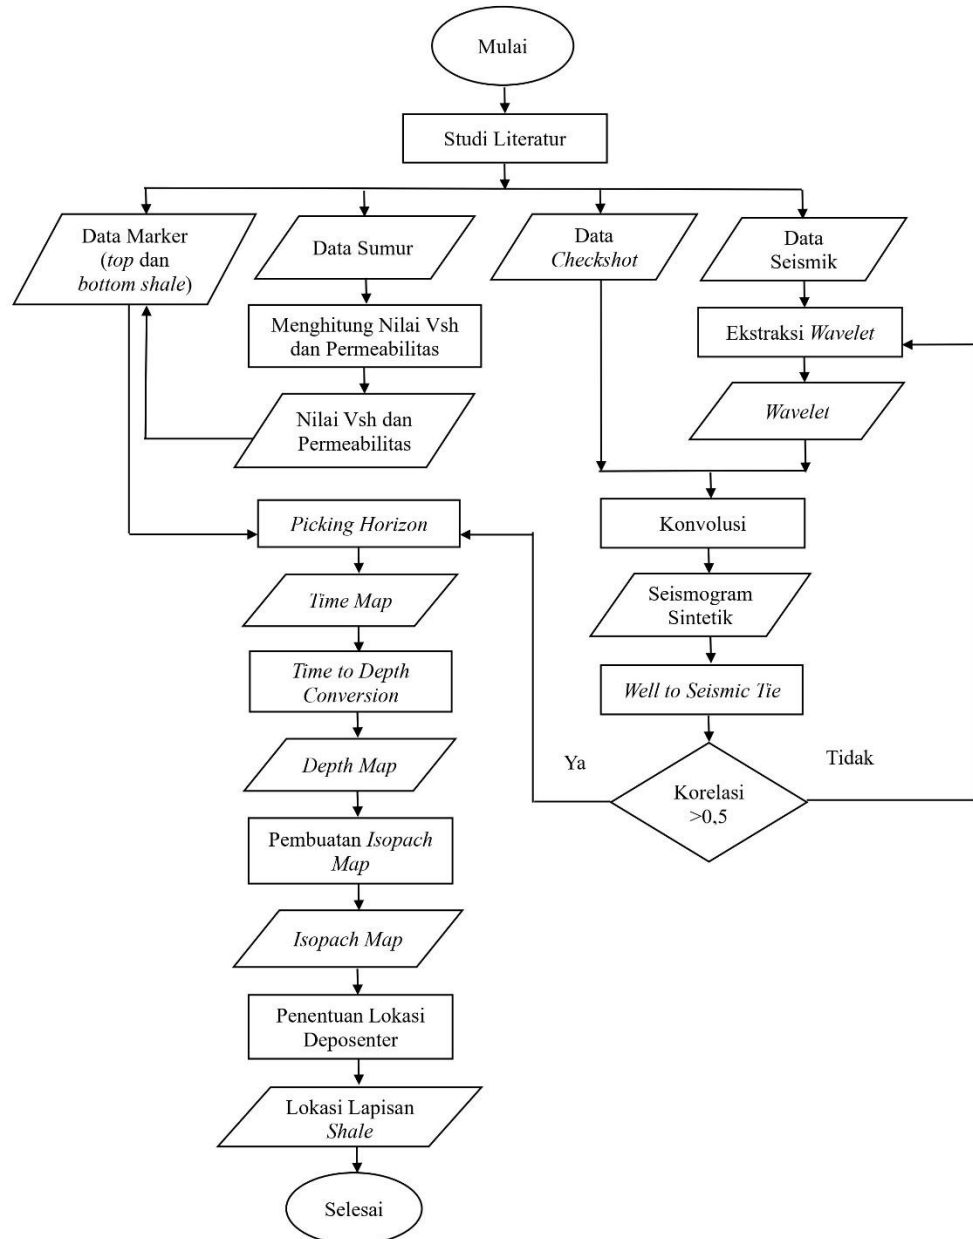 Mulai
Studi Literatur
Data Marker
(top dan
bottom shale)
Data Sumur
Data
Checkshot
Data
Seismik
Menghitung Nilai Vsh
dan Permeabilitas
Ekstraksi Wavelet
Nilai Vsh dan
Permeabilitas
Wavelet
Picking Horizon
Konvolusi
Time Map
Seismogram
Sintetik
Time to Depth
Conversion
Well to Seismic Tie
Depth Map
Ya
Tidak
Korelasi
>0,5
Pembuatan Isopach
Map
Isopach Map
Penentuan Lokasi
Deposenter
Lokasi Lapisan
Shale
Selesai